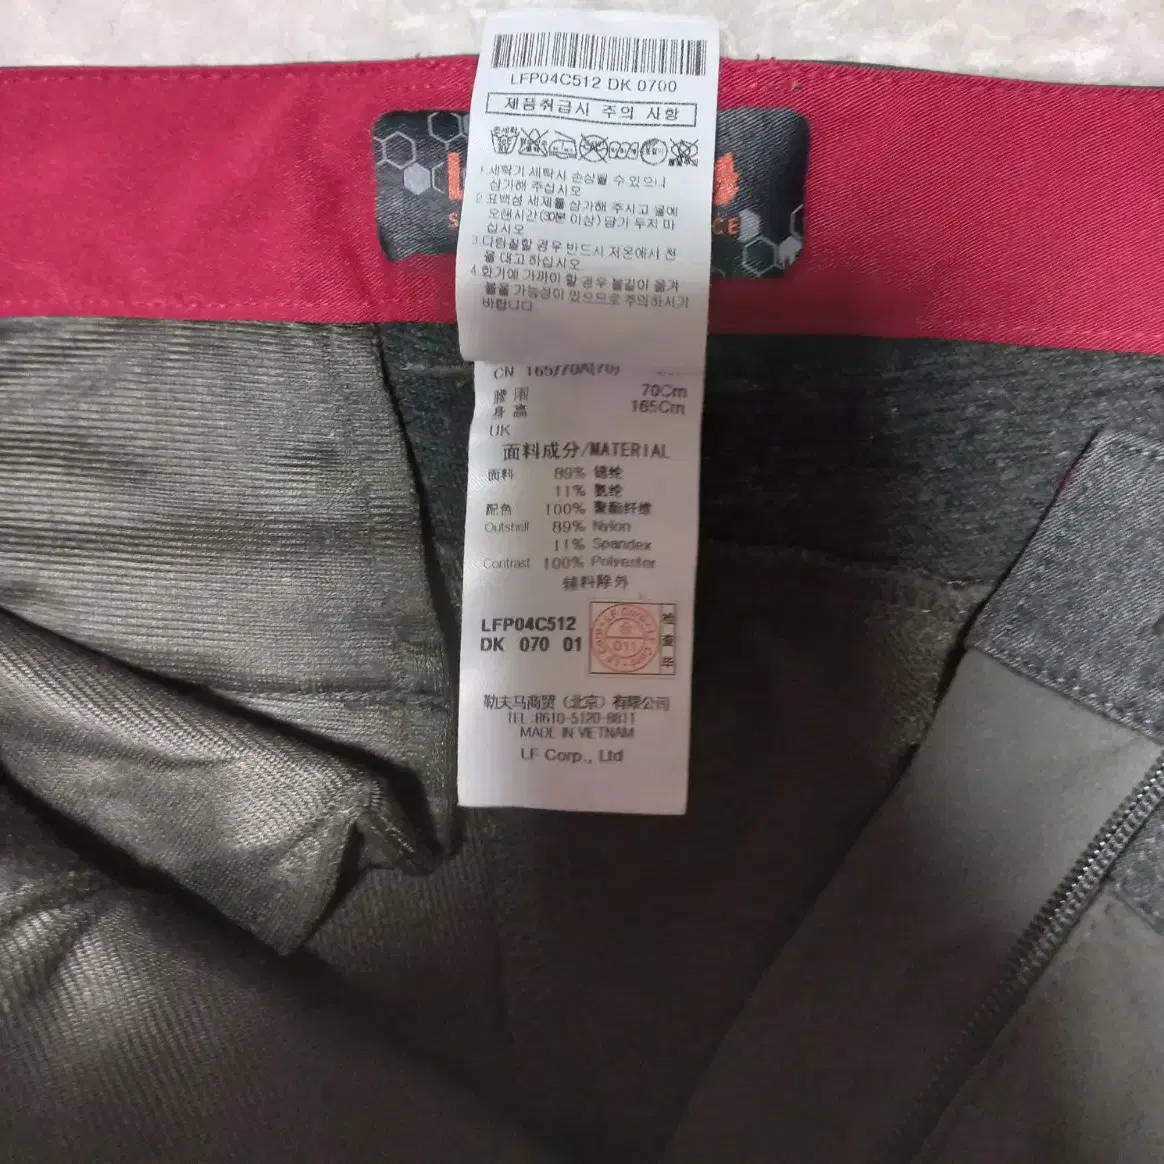 LFP04C512 DK 0700
제품취급시 주의 사항
손세탁
1.세탁기 세탁시 손상될 수 있으니
삼가해 주십시오
2.표백성 세제를 삼가해 주시고 물에
오랜시간(30분 이상) 담가 두지 마
십시오
3.다림질할 경우 반드시 저온에서 천
을 대고 하십시오
4.화기에 가까이 할 경우 불길이 옮겨
붙을 가능성이 있으므로 주의하시기
바랍니다
CN 165/70A(70)
腰围 70Cm
身高 165Cm
UK
面料成分/MATERIAL
面料 89% 锦纶
11% 氨纶
配色 100% 聚酯纤维
Outshell 89% Nylon
11% Spandex
Contrast 100% Polyester
辅料除外
LFP04C512
DK 070 01
LF Corp.
011
检查毕
勒夫马商贸（北京）有限公司
TEL:8610-5120-8811
MADE IN VIETNAM
LF Corp., Ltd